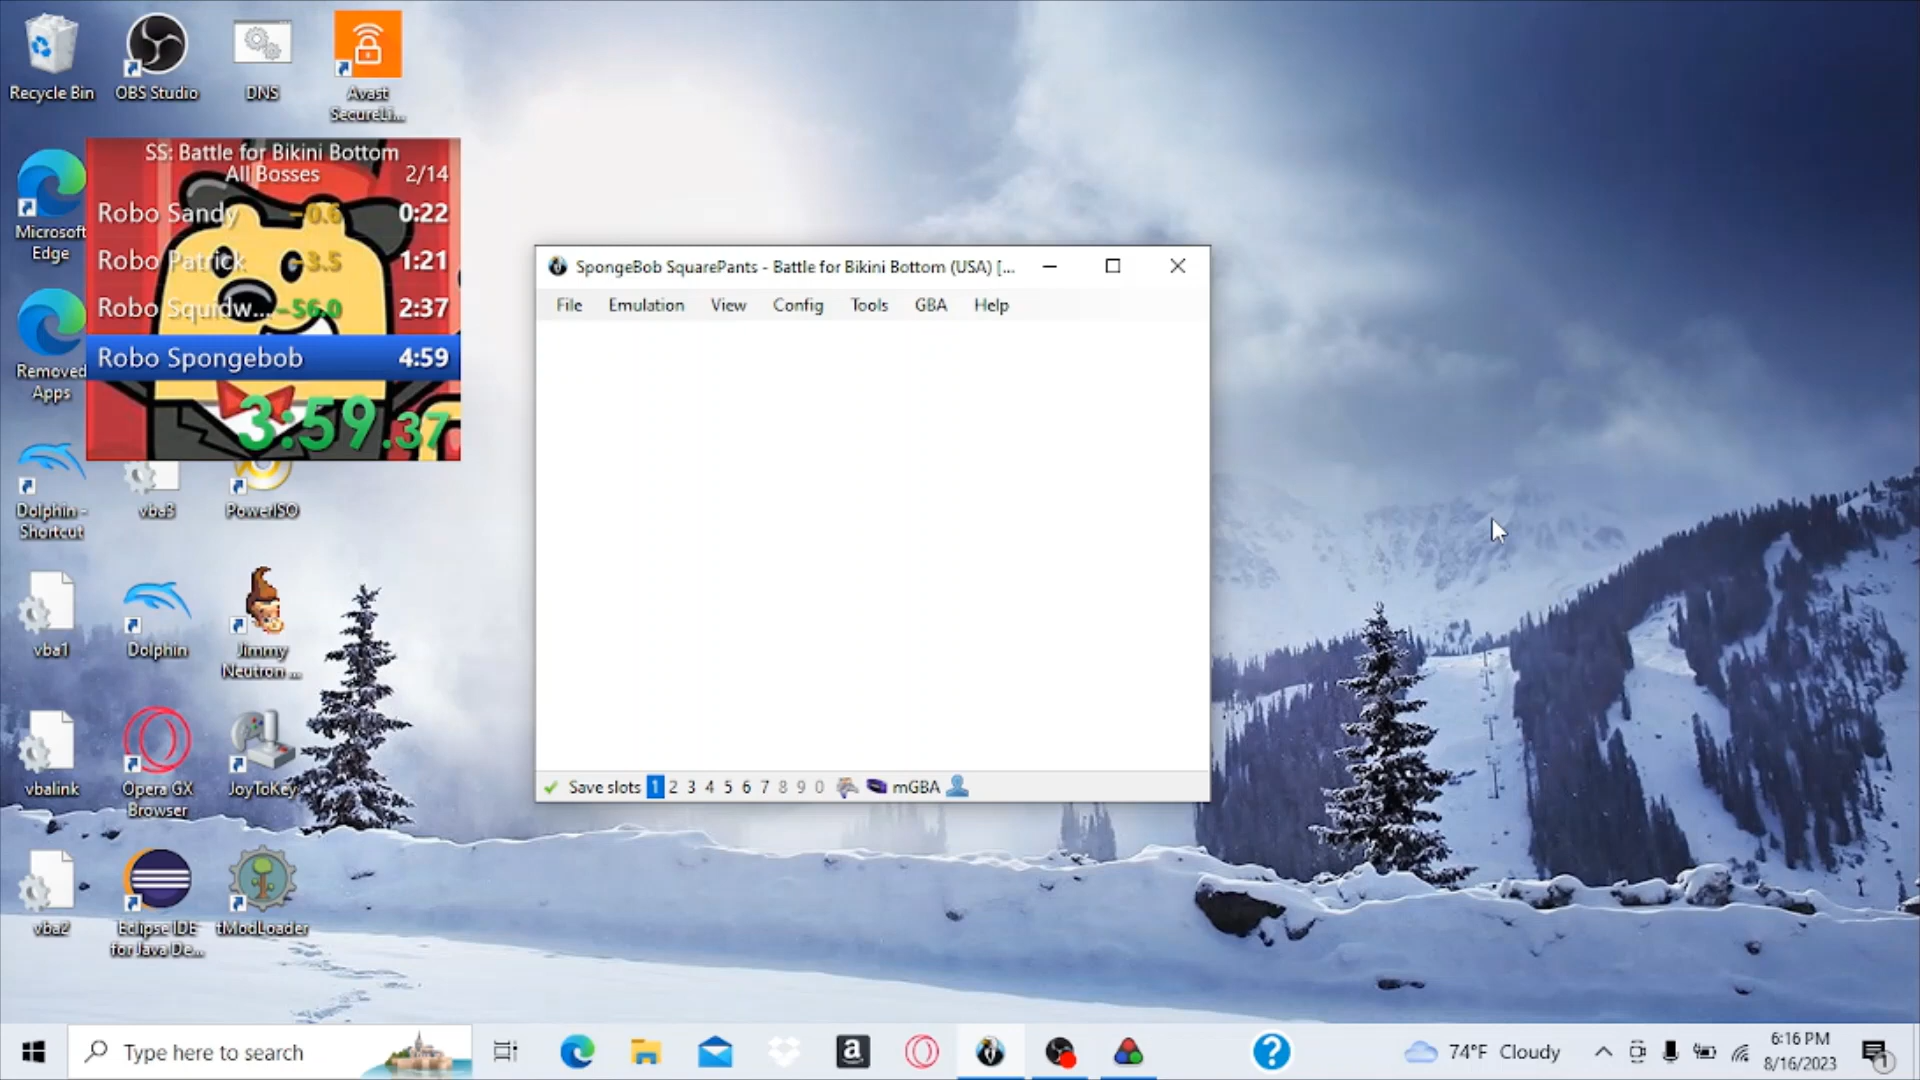 Recycle Bin
OBS Studio
DNS
Avast
SecureLi...
Microsoft
Edge
SS: Battle for Bikini Bottom
All Bosses
2/14
Robo Sandy -0.6 0:22
Robo Patrick -3.5 1:21
Robo Squidw... -56.0 2:37
Robo Spongebob 4:59
3:59.37
Removed
Apps
Dolphin -
Shortcut
vba3
PowerISO
vba1
Dolphin
Jimmy
Neutron ...
vbalink
Opera GX
Browser
JoyToKey
vba2
Eclipse IDE
for Java De...
tModLoader
SpongeBob SquarePants - Battle for Bikini Bottom (USA) [...
File Emulation View Config Tools GBA Help
Save slots 1 2 3 4 5 6 7 8 9 0 mGBA
Type here to search
a
?
74°F Cloudy
6:16 PM
8/16/2023
1